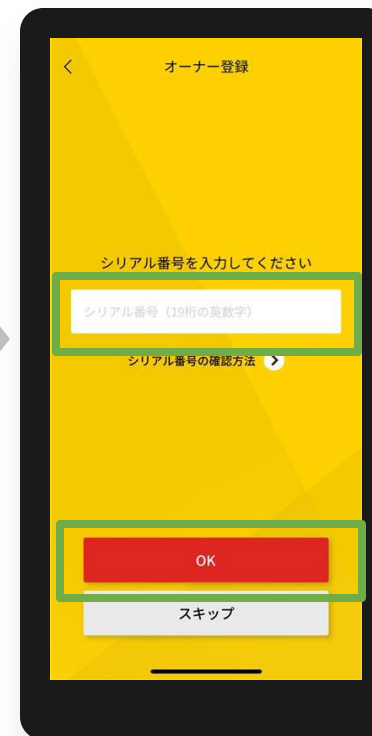 オーナー登録
シリアル番号を入力してください
シリアル番号（19桁の英数字）
シリアル番号の確認方法
OK
スキップ